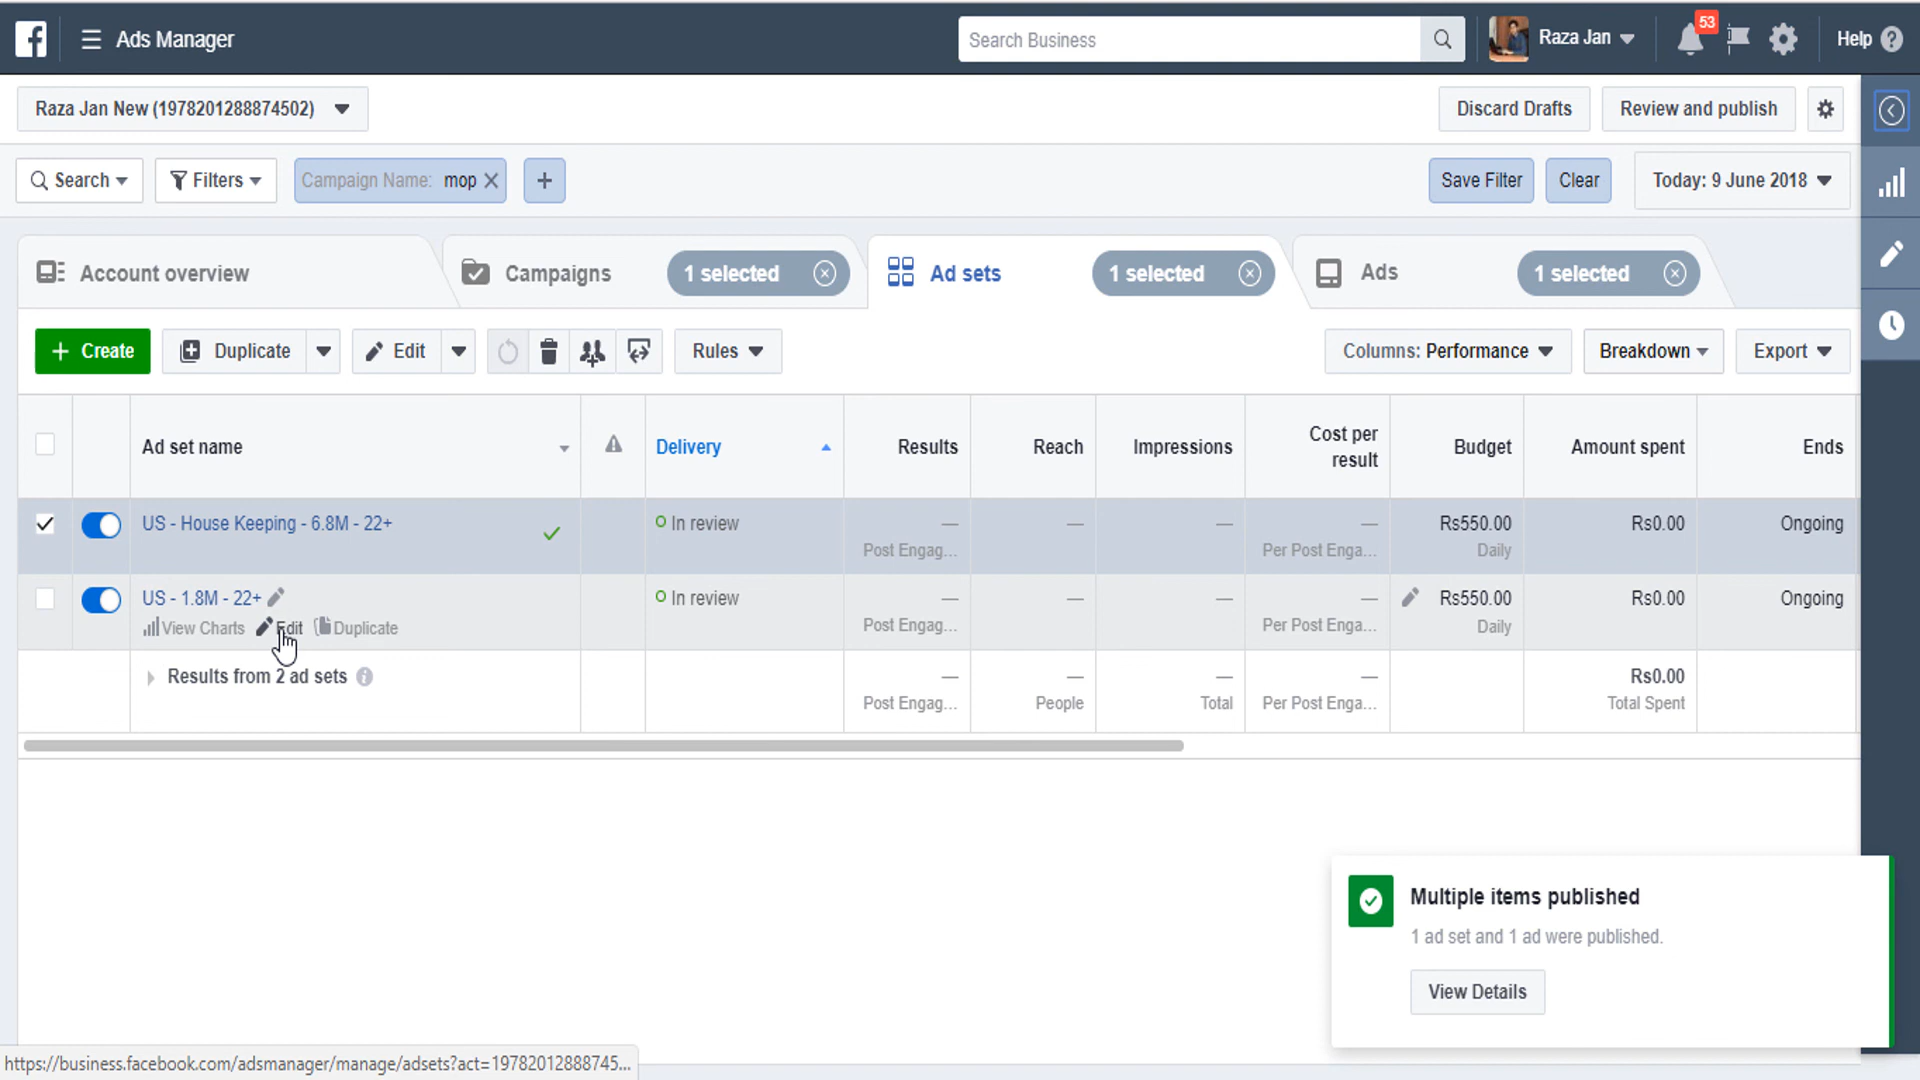 Ads Manager
Search Business
Raza Jan
53
Help
Raza Jan New (1978201288874502)
Discard Drafts
Review and publish
Search
Filters
Campaign Name: mop
Save Filter
Clear
Today: 9 June 2018
Account overview
Campaigns
1 selected
Ad sets
1 selected
Ads
1 selected
+ Create
Duplicate
Edit
Rules
Columns: Performance
Breakdown
Export
Ad set name
Delivery
Results
Reach
Impressions
Cost per
result
Budget
Amount spent
Ends
US - House Keeping - 6.8M - 22+
In review
—
Post Engag...
—
—
—
Per Post Enga...
Rs550.00
Daily
Rs0.00
Ongoing
US - 1.8M - 22+
View Charts
Edit
Duplicate
In review
—
Post Engag...
—
—
—
Per Post Enga...
Rs550.00
Daily
Rs0.00
Ongoing
Results from 2 ad sets
—
Post Engag...
—
People
—
Total
—
Per Post Enga...
Rs0.00
Total Spent
Multiple items published
1 ad set and 1 ad were published.
View Details
https://business.facebook.com/adsmanager/manage/adsets?act=19782012888745...